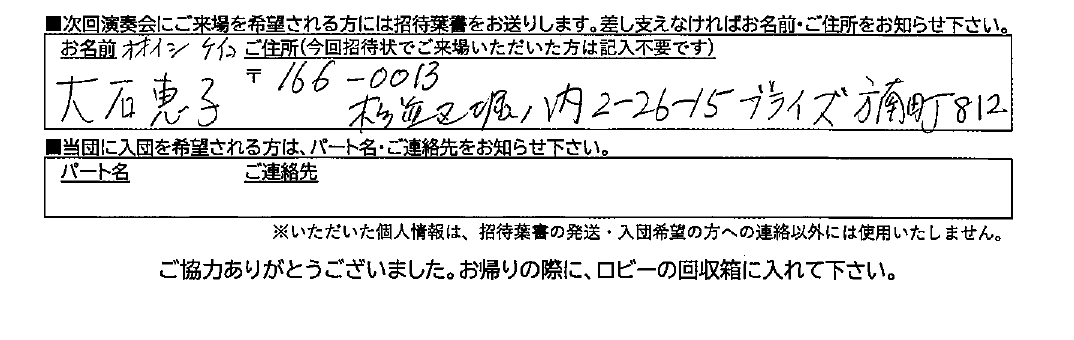 ■次回演奏会にご来場を希望される方には招待葉書をお送りします。差し支えなければお名前・ご住所をお知らせ下さい。
お名前 オオイシ ケイコ ご住所(今回招待状でご来場いただいた方は記入不要です)
大石恵子 〒166-0013
杉並区堀ノ内2-26-15 ブライズ方南町812
■当団に入団を希望される方は、パート名・ご連絡先をお知らせ下さい。
パート名 ご連絡先
※いただいた個人情報は、招待葉書の発送・入団希望の方への連絡以外には使用いたしません。
ご協力ありがとうございました。お帰りの際に、ロビーの回収箱に入れて下さい。